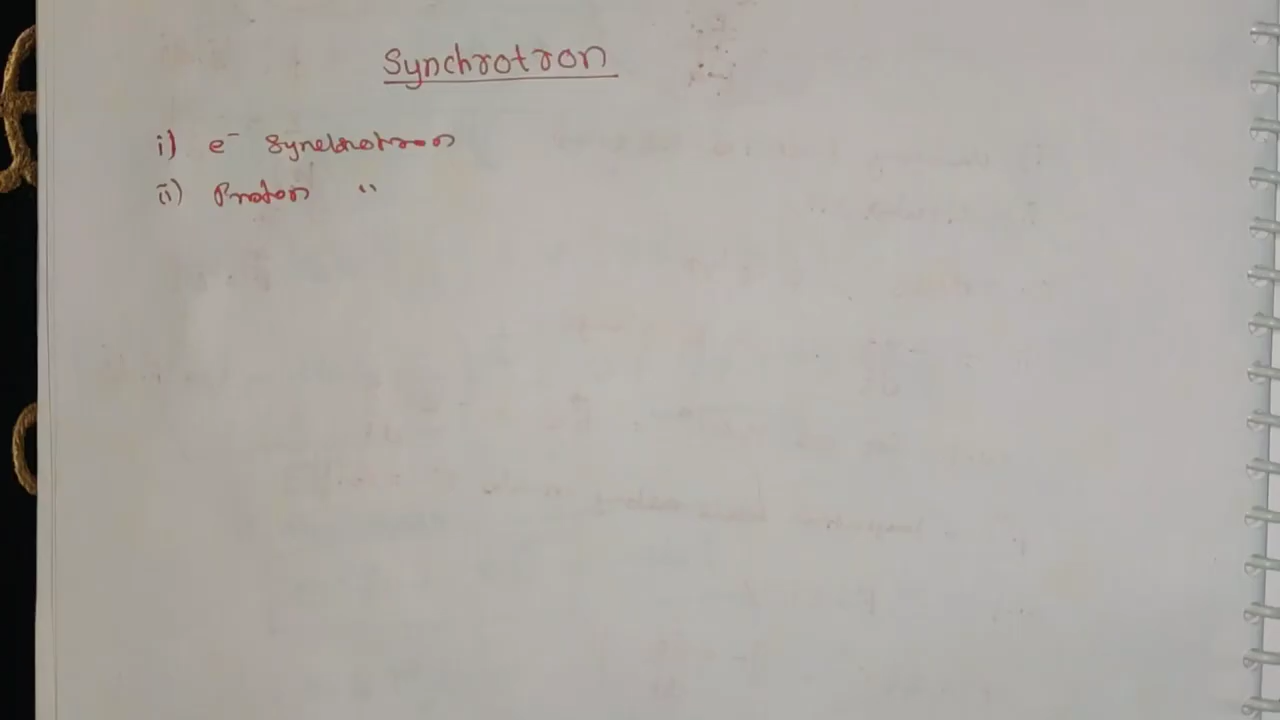 Synchrotron
i) e⁻ Synchrotron
ii) Proton "